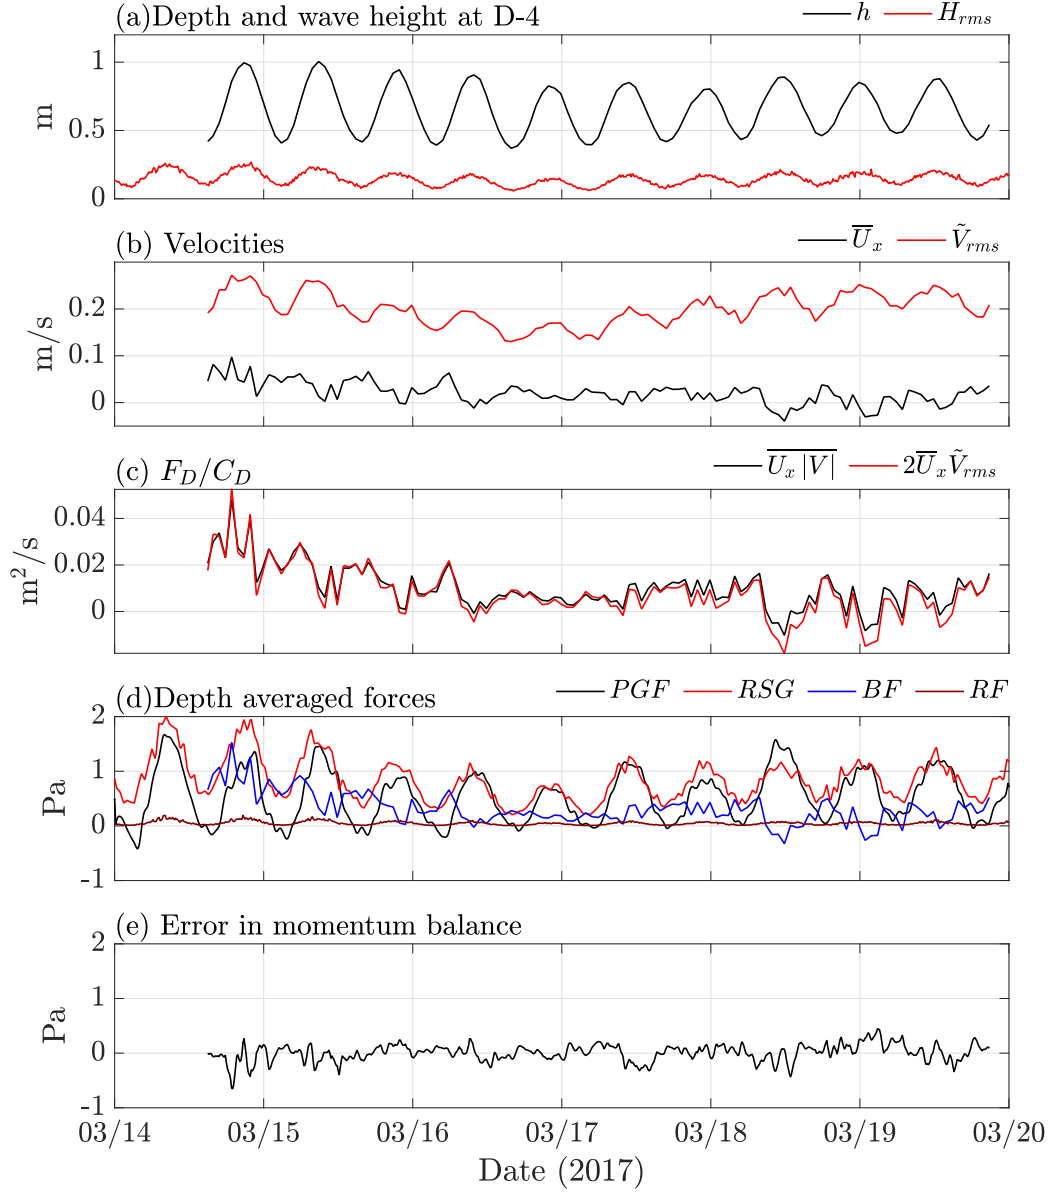 (a)Depth and wave height at D-4
h H_rms
1
0.5
0
m
(b) Velocities
U̅_x Ṽ_rms
0.2
0.1
0
m/s
(c) F_D/C_D
U_x |V|‾ 2U̅_xṼ_rms
0.04
0.02
0
m²/s
(d)Depth averaged forces
PGF RSG BF RF
2
1
0
-1
Pa
(e) Error in momentum balance
2
1
0
-1
Pa
03/14 03/15 03/16 03/17 03/18 03/19 03/20
Date (2017)